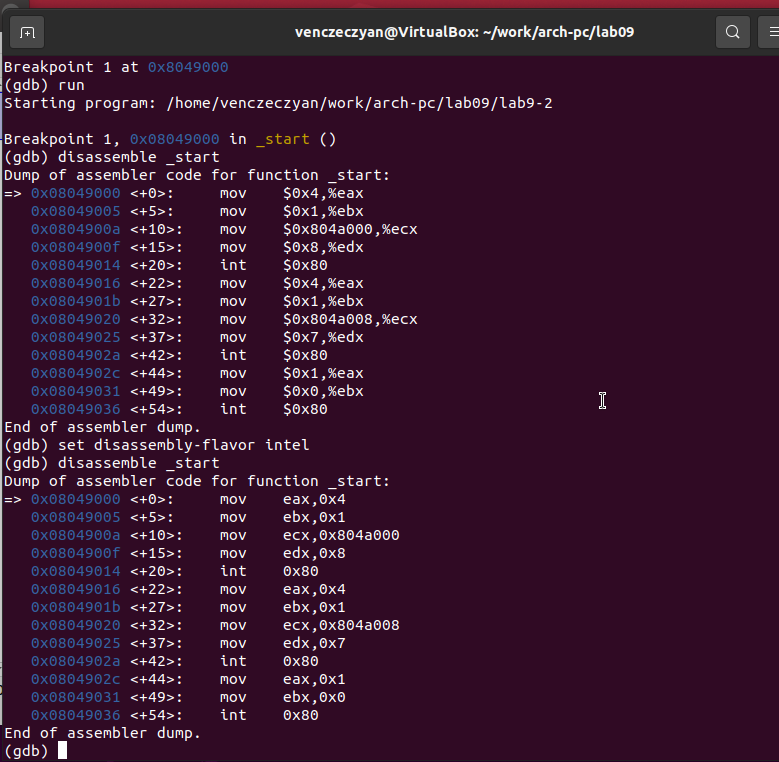 venczeczyan@VirtualBox: ~/work/arch-pc/lab09
Breakpoint 1 at 0x8049000
(gdb) run
Starting program: /home/venczeczyan/work/arch-pc/lab09/lab9-2
Breakpoint 1, 0x08049000 in _start ()
(gdb) disassemble _start
Dump of assembler code for function _start:
=> 0x08049000 <+0>:     mov    $0x4,%eax
   0x08049005 <+5>:     mov    $0x1,%ebx
   0x0804900a <+10>:    mov    $0x804a000,%ecx
   0x0804900f <+15>:    mov    $0x8,%edx
   0x08049014 <+20>:    int    $0x80
   0x08049016 <+22>:    mov    $0x4,%eax
   0x0804901b <+27>:    mov    $0x1,%ebx
   0x08049020 <+32>:    mov    $0x804a008,%ecx
   0x08049025 <+37>:    mov    $0x7,%edx
   0x0804902a <+42>:    int    $0x80
   0x0804902c <+44>:    mov    $0x1,%eax
   0x08049031 <+49>:    mov    $0x0,%ebx
   0x08049036 <+54>:    int    $0x80
End of assembler dump.
(gdb) set disassembly-flavor intel
(gdb) disassemble _start
Dump of assembler code for function _start:
=> 0x08049000 <+0>:     mov    eax,0x4
   0x08049005 <+5>:     mov    ebx,0x1
   0x0804900a <+10>:    mov    ecx,0x804a000
   0x0804900f <+15>:    mov    edx,0x8
   0x08049014 <+20>:    int    0x80
   0x08049016 <+22>:    mov    eax,0x4
   0x0804901b <+27>:    mov    ebx,0x1
   0x08049020 <+32>:    mov    ecx,0x804a008
   0x08049025 <+37>:    mov    edx,0x7
   0x0804902a <+42>:    int    0x80
   0x0804902c <+44>:    mov    eax,0x1
   0x08049031 <+49>:    mov    ebx,0x0
   0x08049036 <+54>:    int    0x80
End of assembler dump.
(gdb)